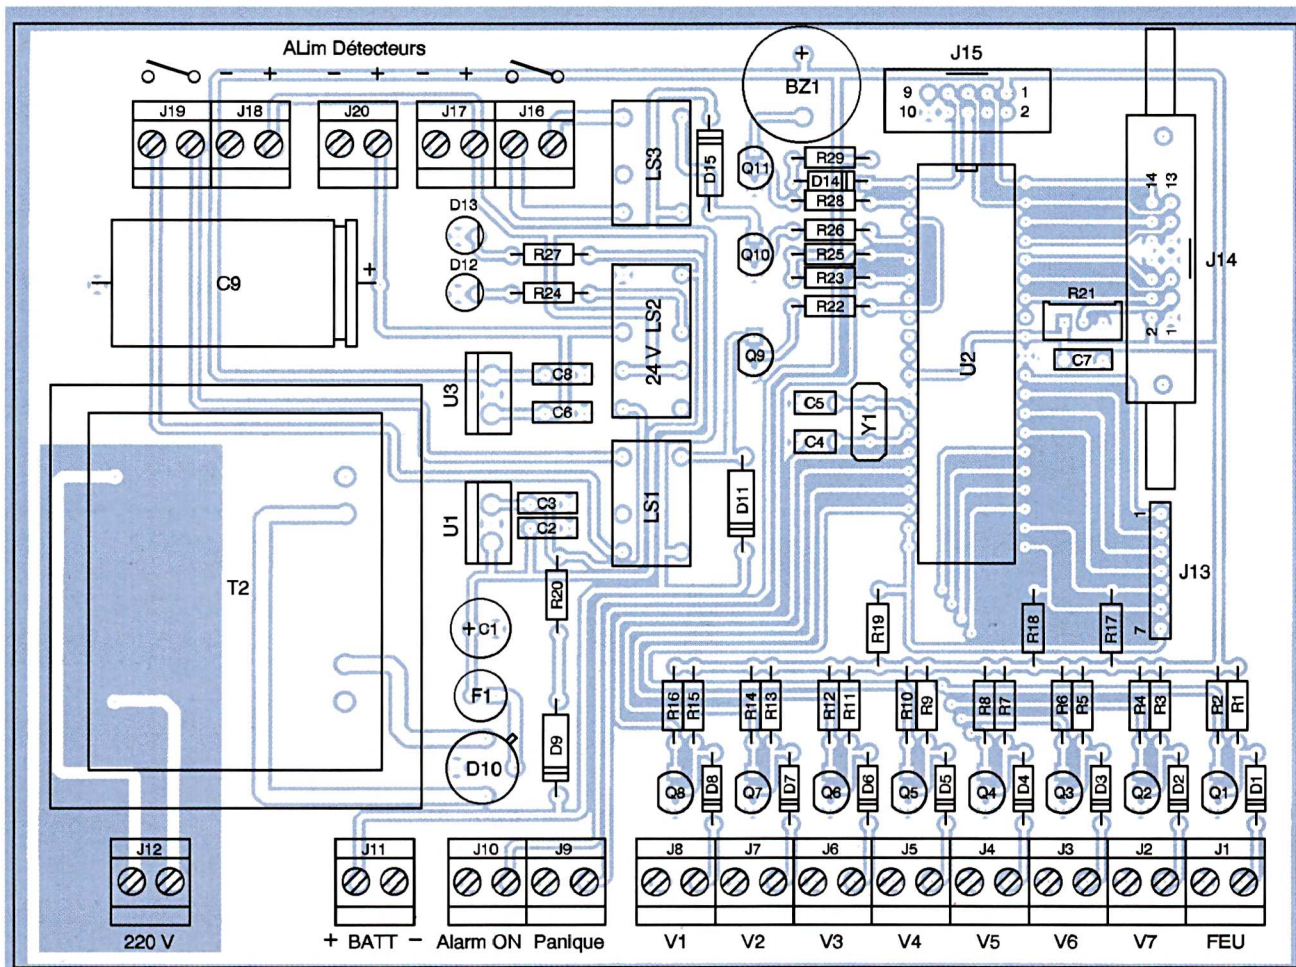 ALim Détecteurs
− + − + − +
J19 J18 J20 J17 J16
+ BZ1
J15
9 1
10 2
LS3
D15
Q11
R29
D14
R28
14 13
D13
R27
D12
R24
C9 +
24 V LS2
Q10
R26
R25
R23
R22
J14
R21
2 1
U3
C8
C6
Q9
U2
C7
C5
C4
Y1
T2
U1
C3
C2
LS1
D11
R20
+ C1
F1
D10
D9
R19
R18
R17
1
J13
7
R16 R15 R14 R13 R12 R11 R10 R9 R8 R7 R6 R5 R4 R3 R2 R1
Q8 D8 Q7 D7 Q6 D6 Q5 D5 Q4 D4 Q3 D3 Q2 D2 Q1 D1
J12 J11 J10 J9 J8 J7 J6 J5 J4 J3 J2 J1
220 V + BATT − Alarm ON Panique V1 V2 V3 V4 V5 V6 V7 FEU